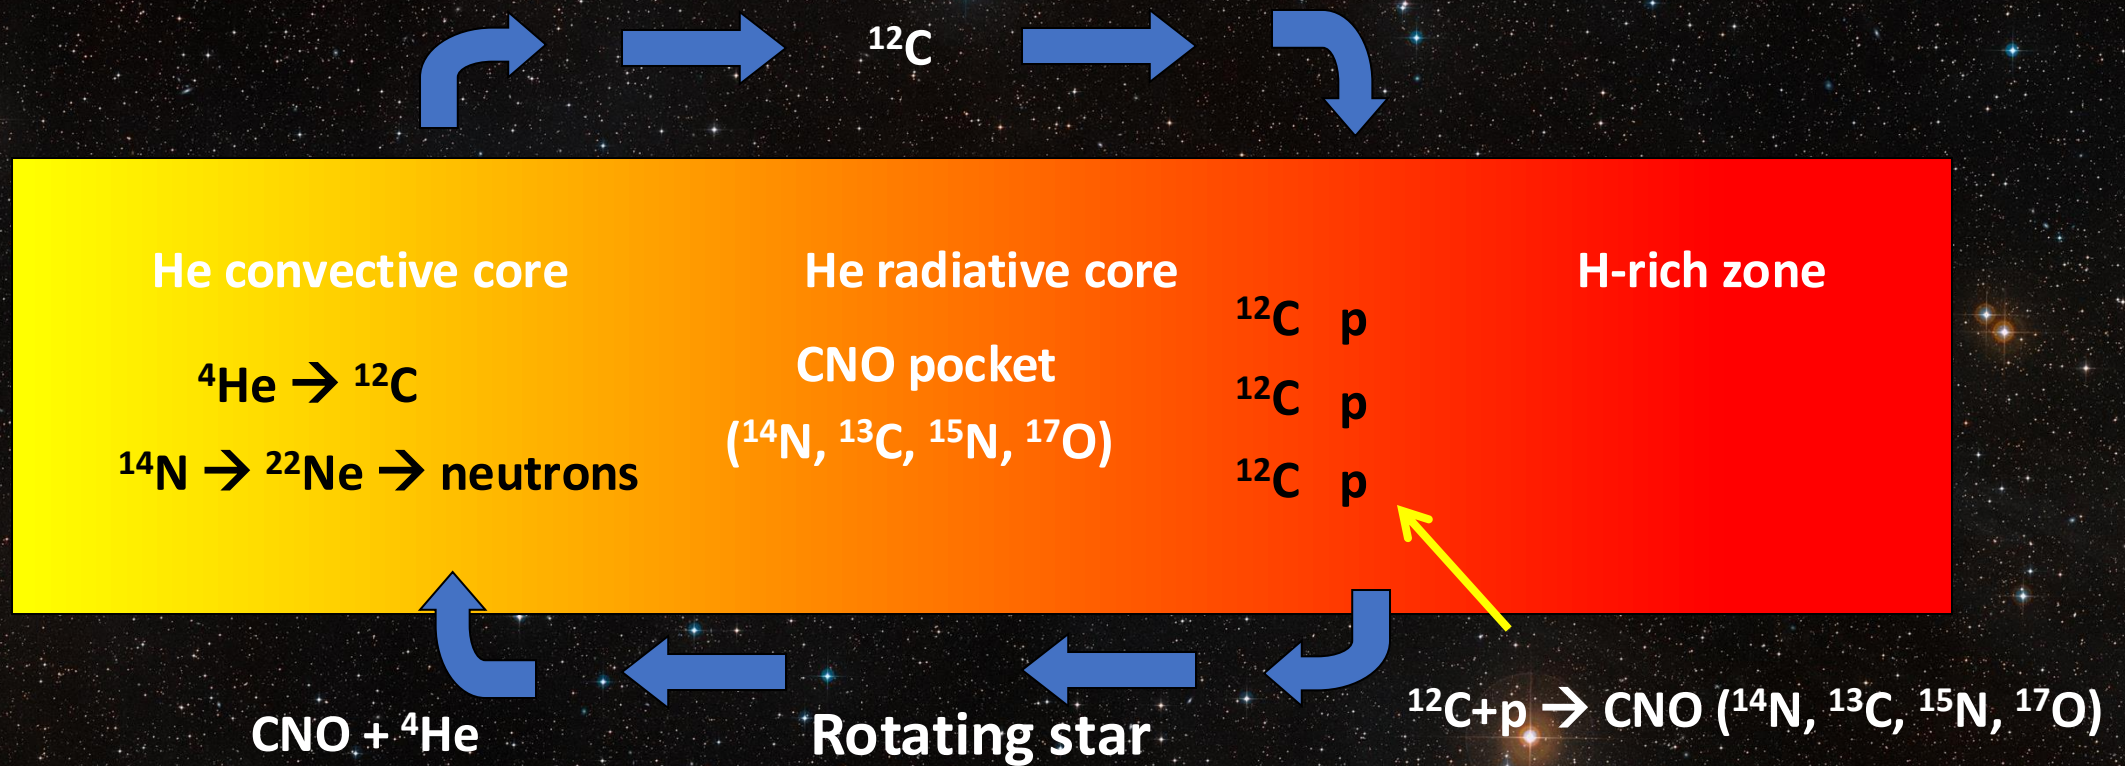 ¹²C
He convective core
He radiative core
H-rich zone
¹²C p
⁴He → ¹²C
CNO pocket
¹²C p
¹⁴N → ²²Ne → neutrons
(¹⁴N, ¹³C, ¹⁵N, ¹⁷O)
¹²C p
¹²C+p → CNO (¹⁴N, ¹³C, ¹⁵N, ¹⁷O)
CNO + ⁴He
Rotating star